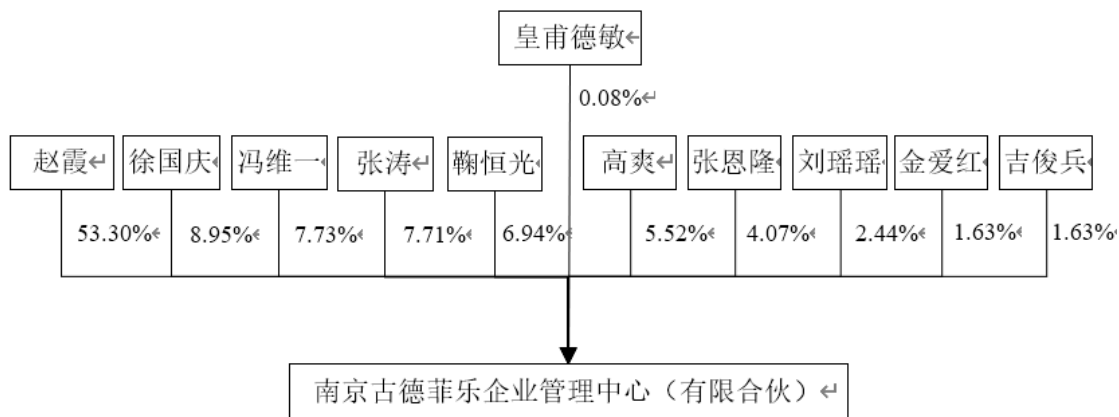 皇甫德敏
0.08%
赵霞 徐国庆 冯维一 张涛 鞠恒光 高爽 张恩隆 刘瑶瑶 金爱红 吉俊兵
53.30% 8.95% 7.73% 7.71% 6.94% 5.52% 4.07% 2.44% 1.63% 1.63%
南京古德菲乐企业管理中心（有限合伙）